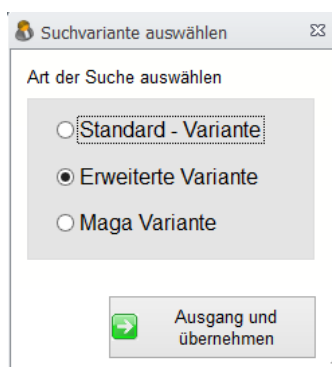 Suchvariante auswählen
Art der Suche auswählen
Standard - Variante
Erweiterte Variante
Maga Variante
Ausgang und
übernehmen